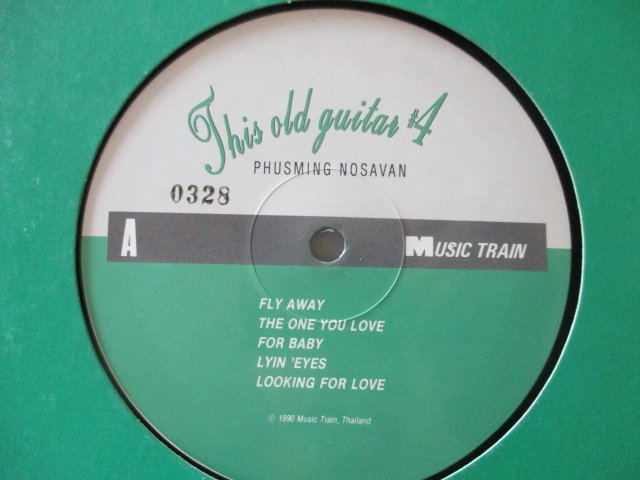 This old guitar #4
PHUSMING NOSAVAN
0328
A
MUSIC TRAIN
FLY AWAY
THE ONE YOU LOVE
FOR BABY
LYIN 'EYES
LOOKING FOR LOVE
© 1990 Music Train, Thailand